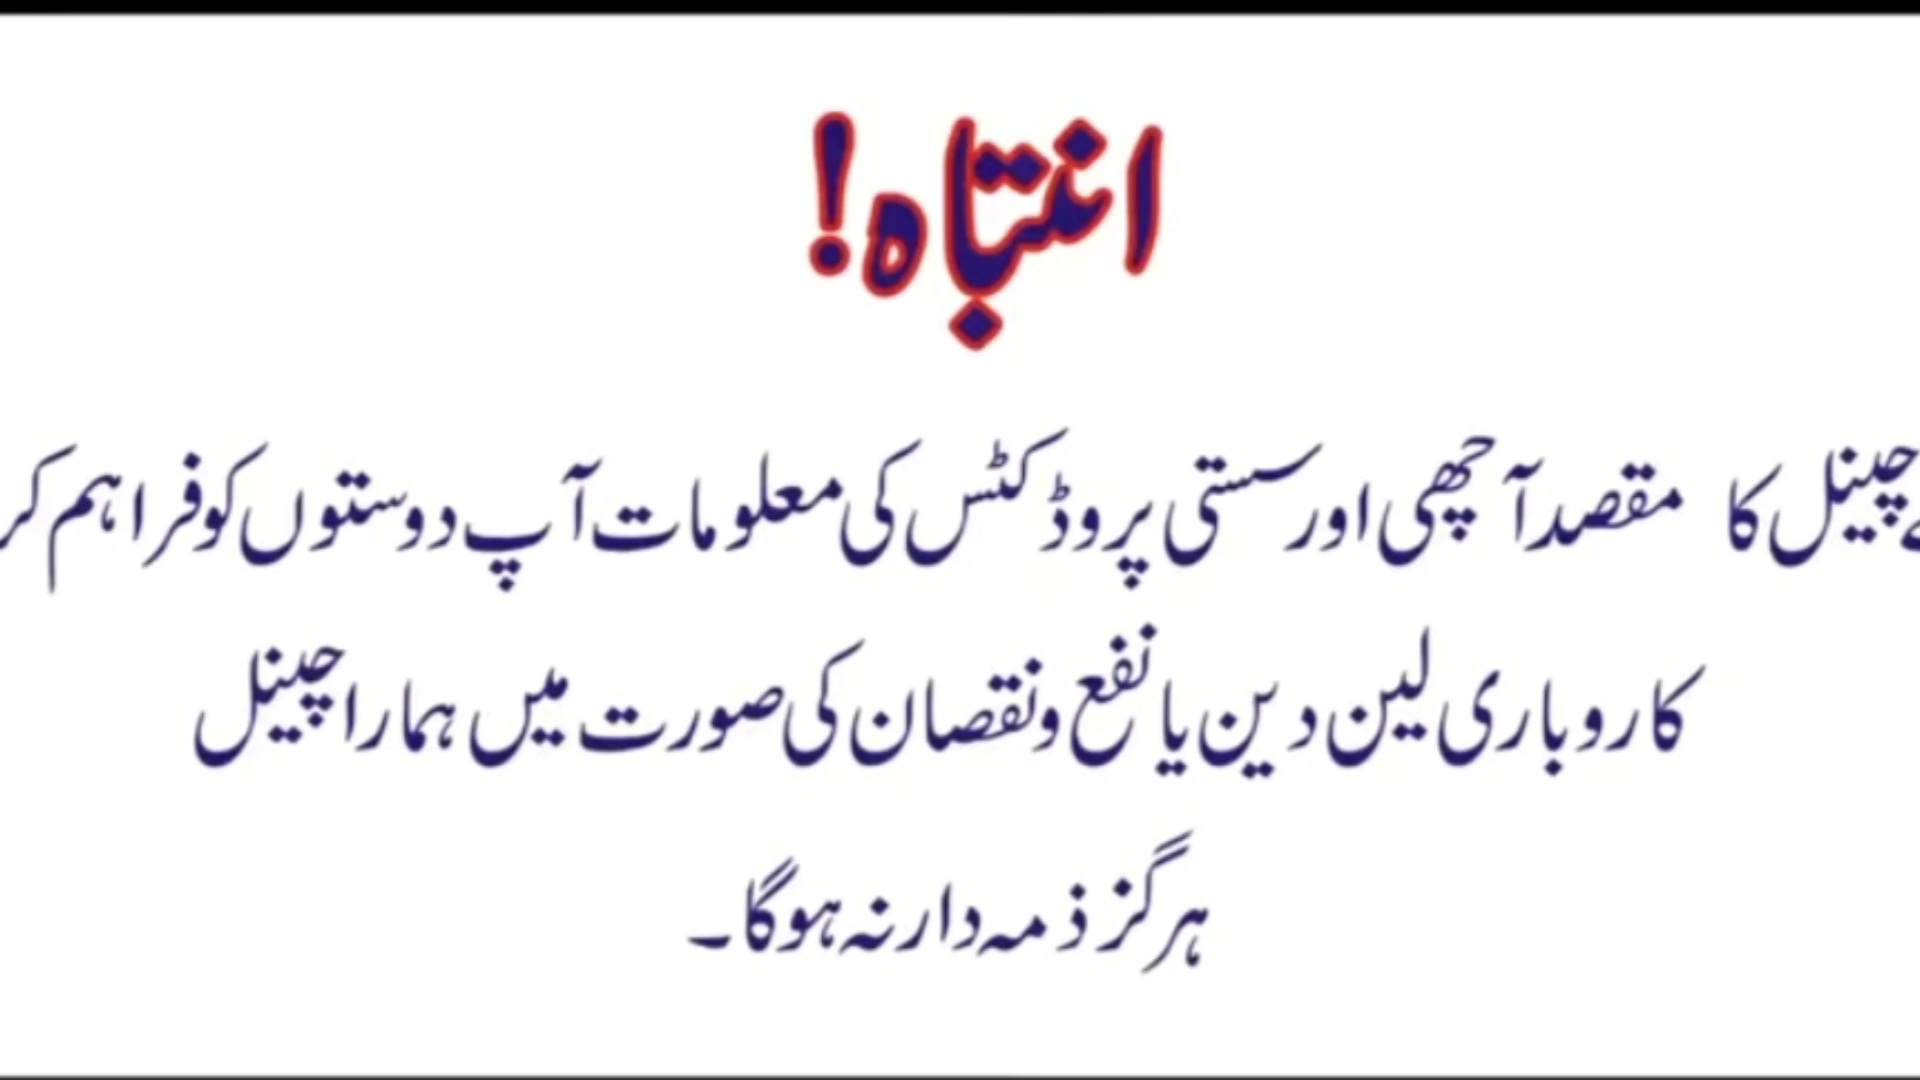 انتباہ!
چینل کا مقصد آچھی اور سستی پروڈکٹس کی معلومات آپ دوستوں کو فراہم کر
کاروباری لین دین یا نفع و نقصان کی صورت میں ہمارا چینل
ہرگز ذمہ دار نہ ہوگا۔